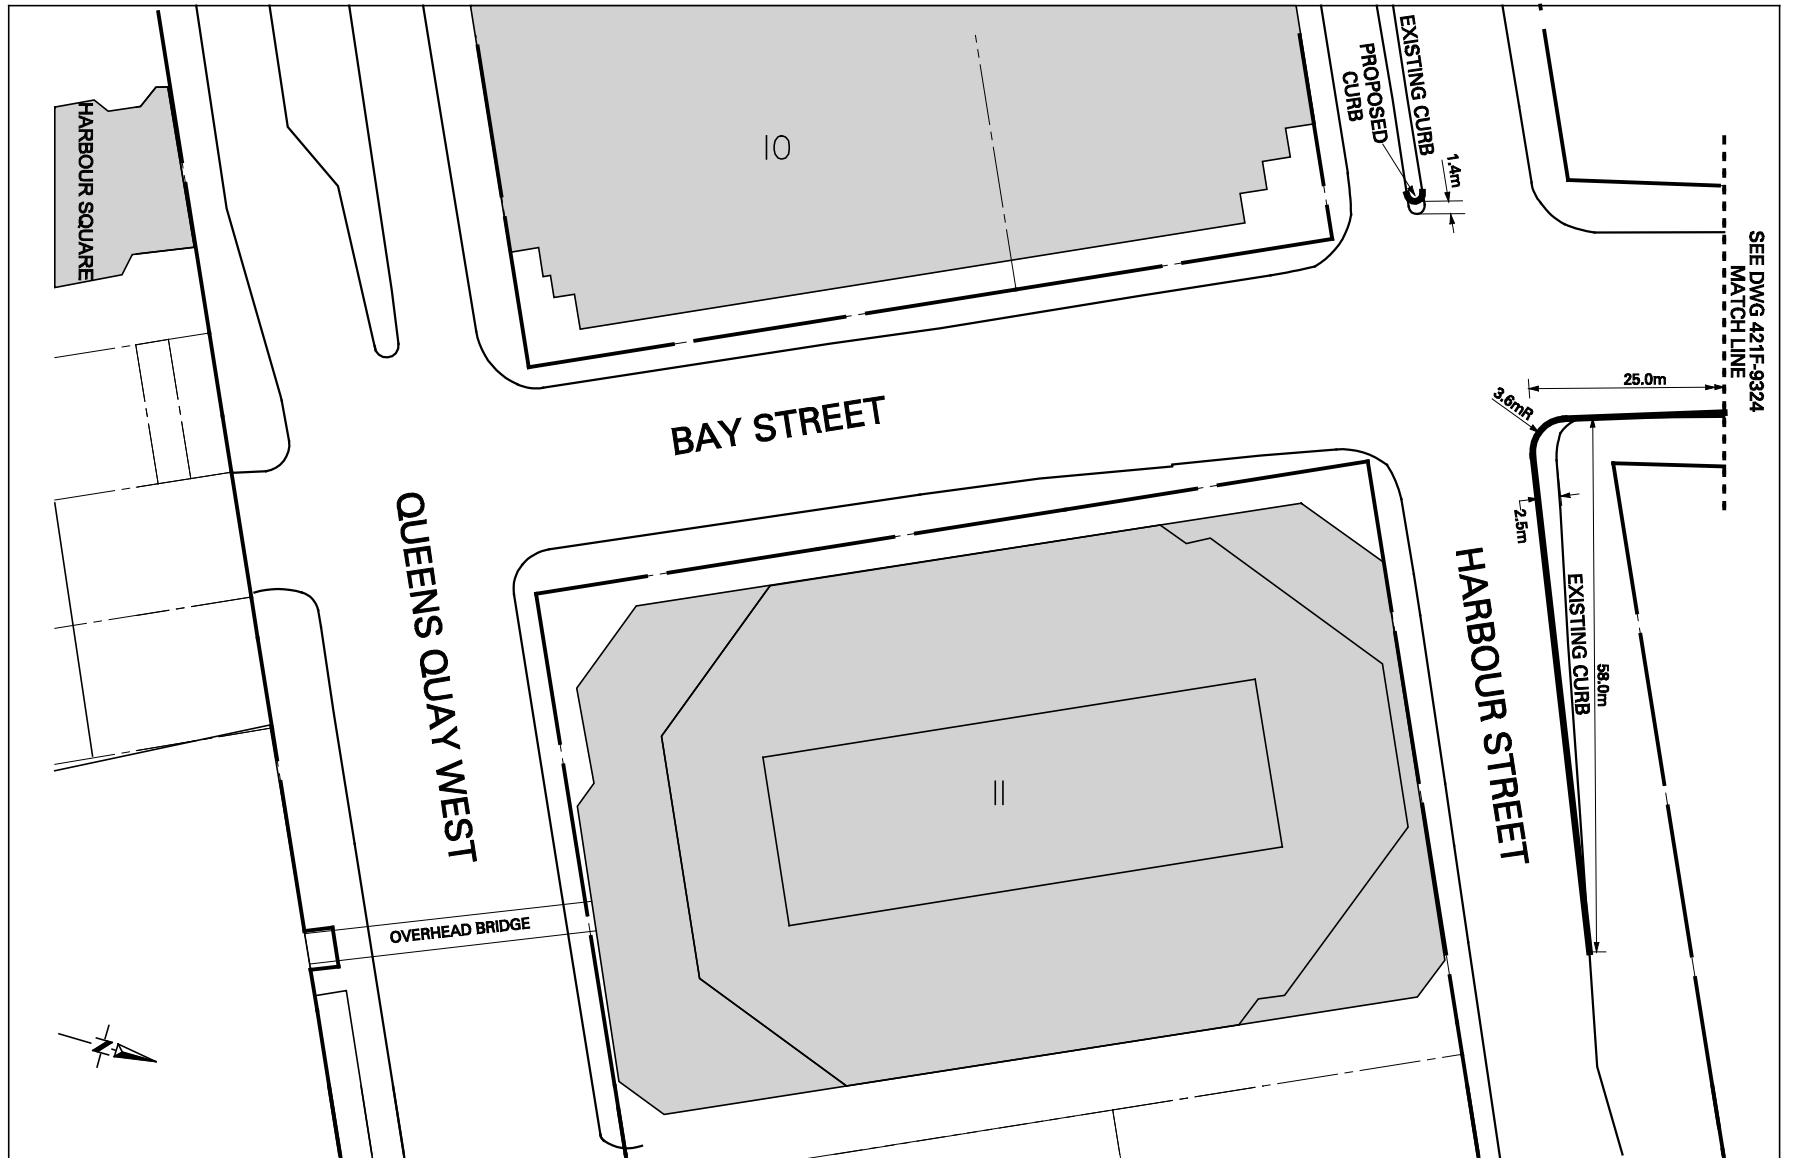 HARBOUR SQUARE
10
EXISTING CURB
PROPOSED
CURB
1.4m
SEE DWG 421F-9324
MATCH LINE
25.0m
3.6mR
BAY STREET
2.5m
QUEENS QUAY WEST
HARBOUR STREET
EXISTING CURB
58.0m
11
OVERHEAD BRIDGE
N